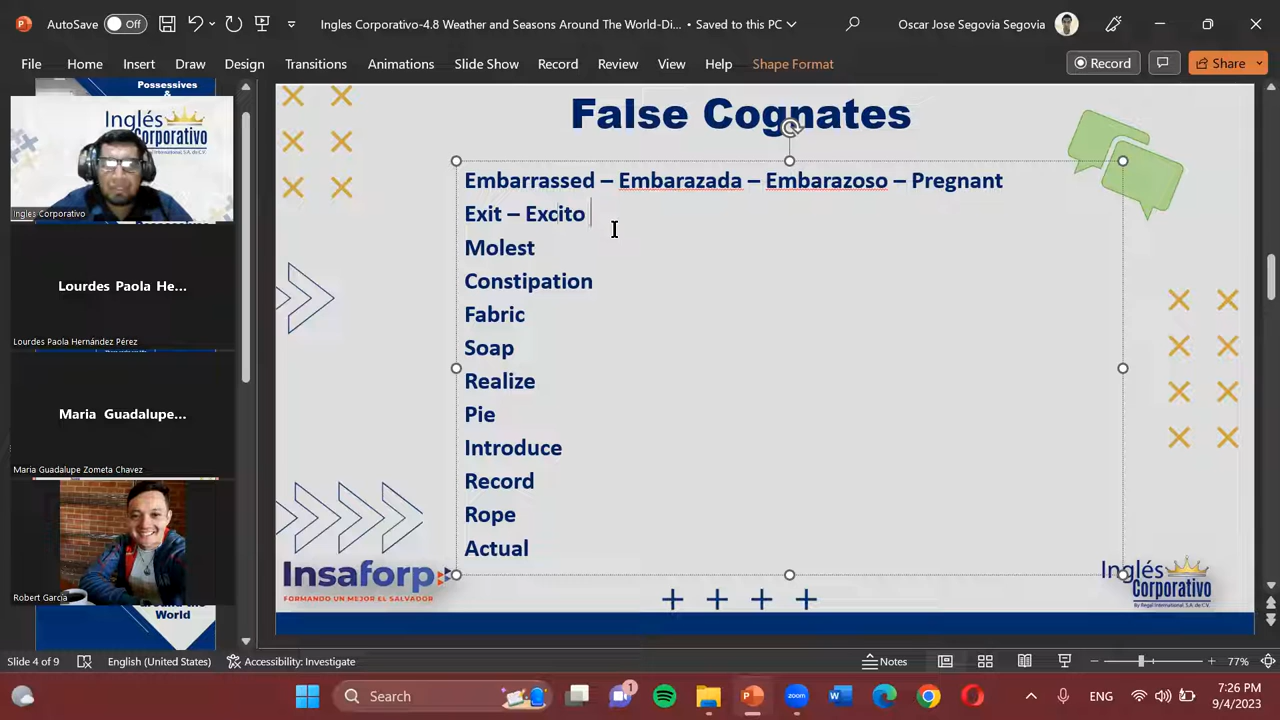 AutoSave Off Ingles Corporativo-4.8 Weather and Seasons Around The World-Di... • Saved to this PC Oscar Jose Segovia Segovia
File Home Insert Draw Design Transitions Animations Slide Show Record Review View Help Shape Format Record Share
Possessives
&
Inglés
Corporativo
Ingles Corporativo
Lourdes Paola He...
Lourdes Paola Hernández Pérez
Maria Guadalupe...
Maria Guadalupe Zometa Chavez
Robert Garcia
World
False Cognates
Embarrassed – Embarazada – Embarazoso – Pregnant
Exit – Excito
Molest
Constipation
Fabric
Soap
Realize
Pie
Introduce
Record
Rope
Actual
Insaforp
FORMANDO UN MEJOR EL SALVADOR
Inglés
Corporativo
By Regal International, S.A. de C.V.
Slide 4 of 9 English (United States) Accessibility: Investigate Notes 77%
Search zoom ENG 7:26 PM
9/4/2023